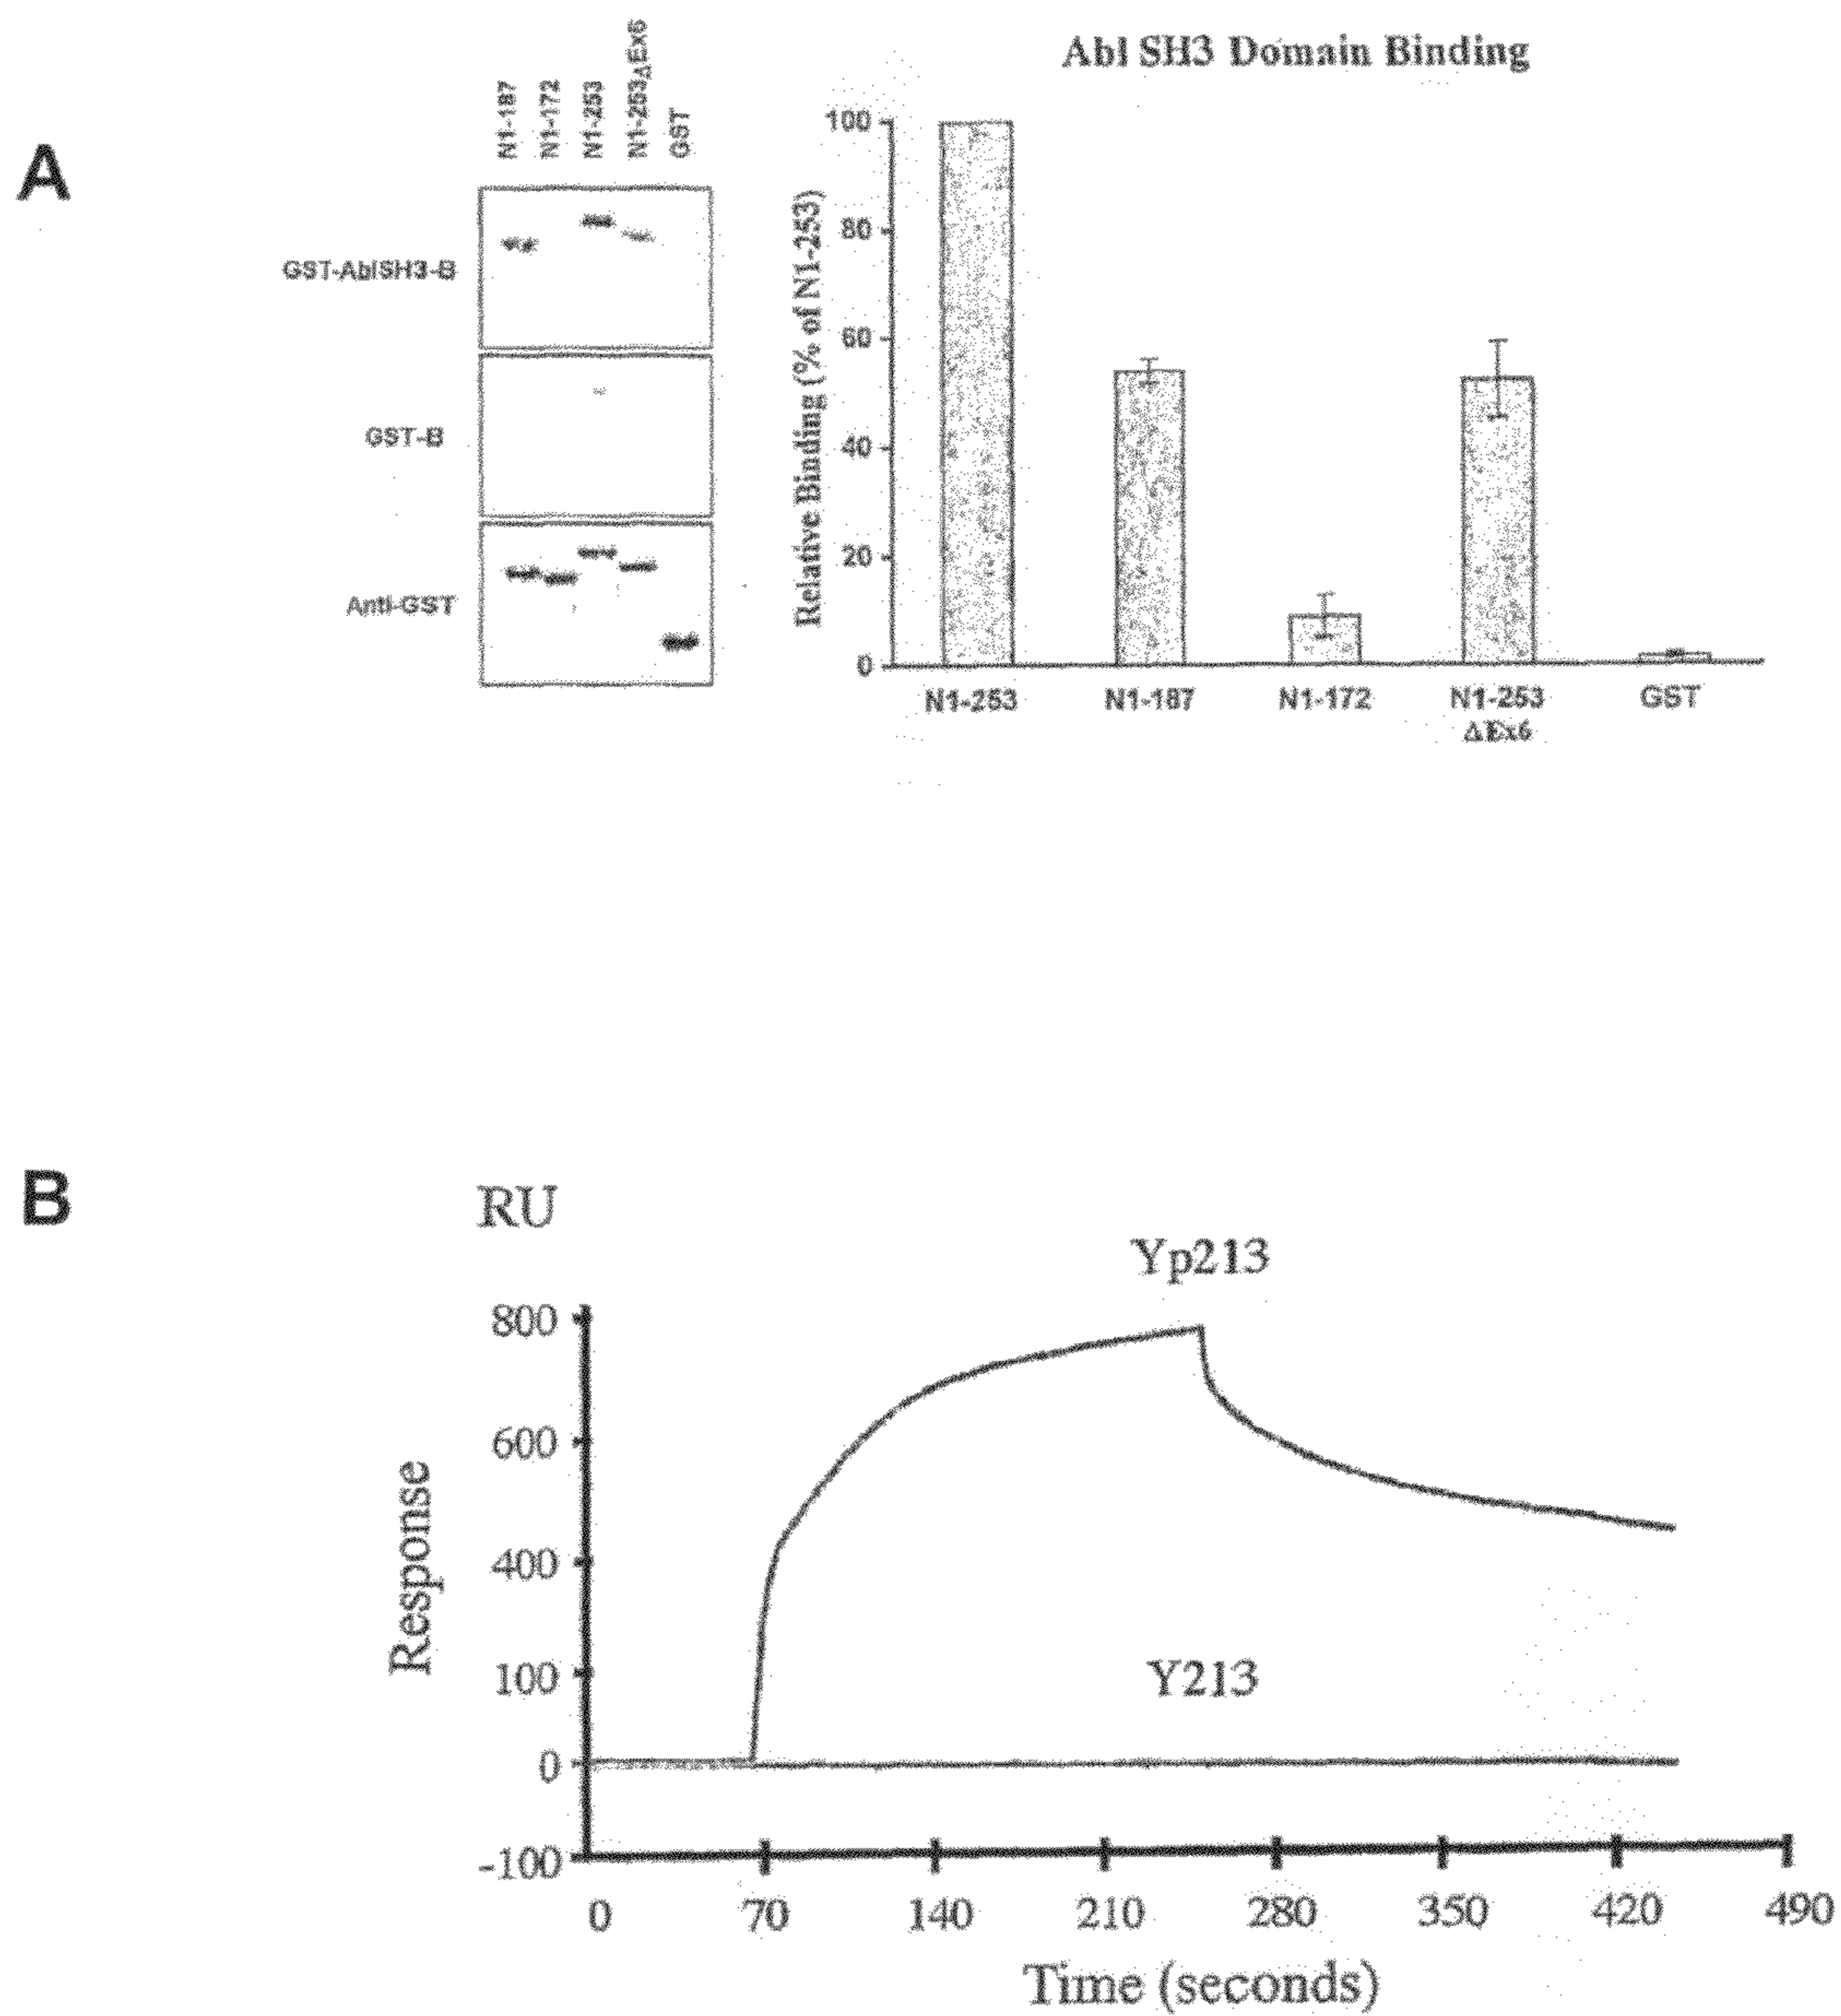 A
N1-187
N1-172
N1-253
N1-253ΔEx6
GST
GST-AblSH3-B
GST-B
Anti-GST
Abl SH3 Domain Binding
Relative Binding (% of N1-253)
100
80
60
40
20
0
N1-253
N1-187
N1-172
N1-253
ΔEx6
GST
B
RU
Response
800
600
400
100
0
-100
Yp213
Y213
0
70
140
210
280
350
420
490
Time (seconds)